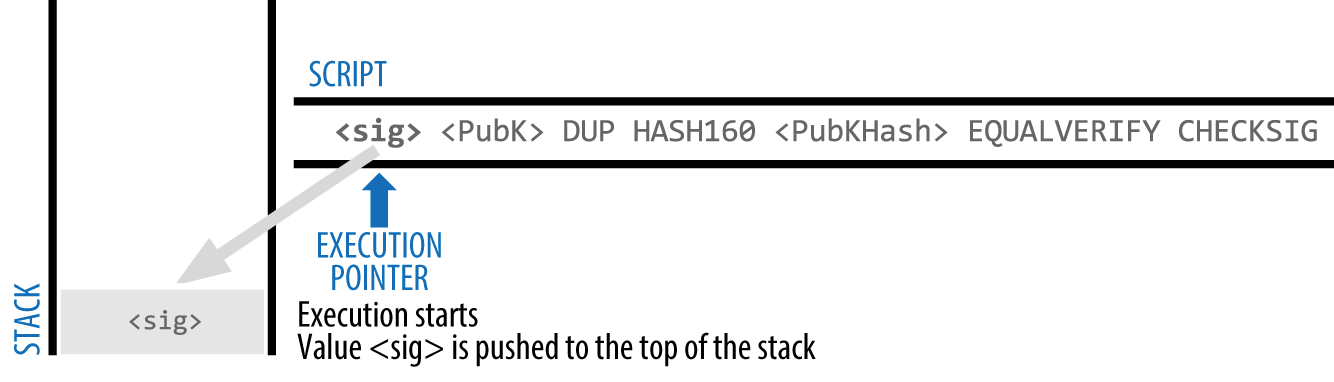 SCRIPT
<sig> <PubK> DUP HASH160 <PubKHash> EQUALVERIFY CHECKSIG
EXECUTION
POINTER
STACK
<sig>
Execution starts
Value <sig> is pushed to the top of the stack